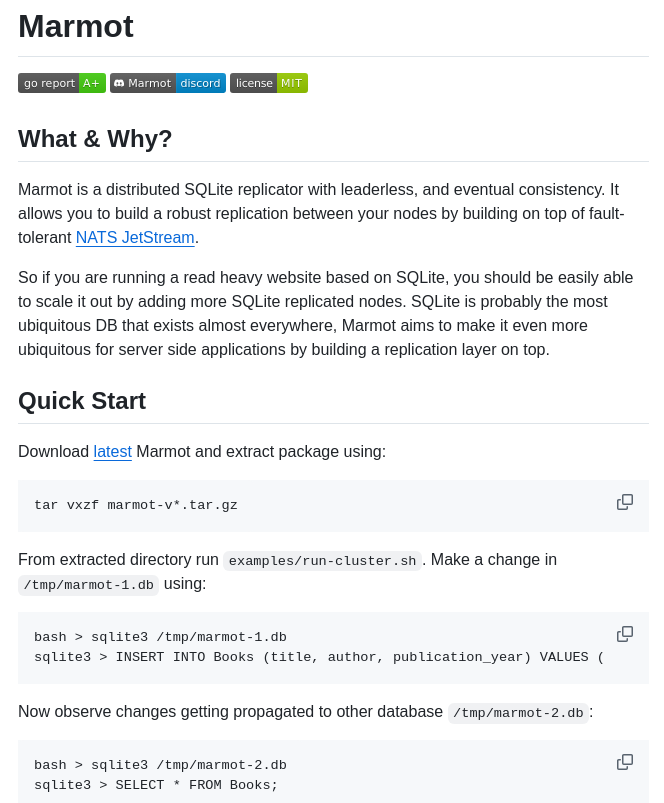 Marmot
go report A+ Marmot discord license MIT
What & Why?
Marmot is a distributed SQLite replicator with leaderless, and eventual consistency. It
allows you to build a robust replication between your nodes by building on top of fault-
tolerant NATS JetStream.
So if you are running a read heavy website based on SQLite, you should be easily able
to scale it out by adding more SQLite replicated nodes. SQLite is probably the most
ubiquitous DB that exists almost everywhere, Marmot aims to make it even more
ubiquitous for server side applications by building a replication layer on top.
Quick Start
Download latest Marmot and extract package using:
tar vxzf marmot-v*.tar.gz
From extracted directory run examples/run-cluster.sh. Make a change in
/tmp/marmot-1.db using:
bash > sqlite3 /tmp/marmot-1.db
sqlite3 > INSERT INTO Books (title, author, publication_year) VALUES (
Now observe changes getting propagated to other database /tmp/marmot-2.db:
bash > sqlite3 /tmp/marmot-2.db
sqlite3 > SELECT * FROM Books;